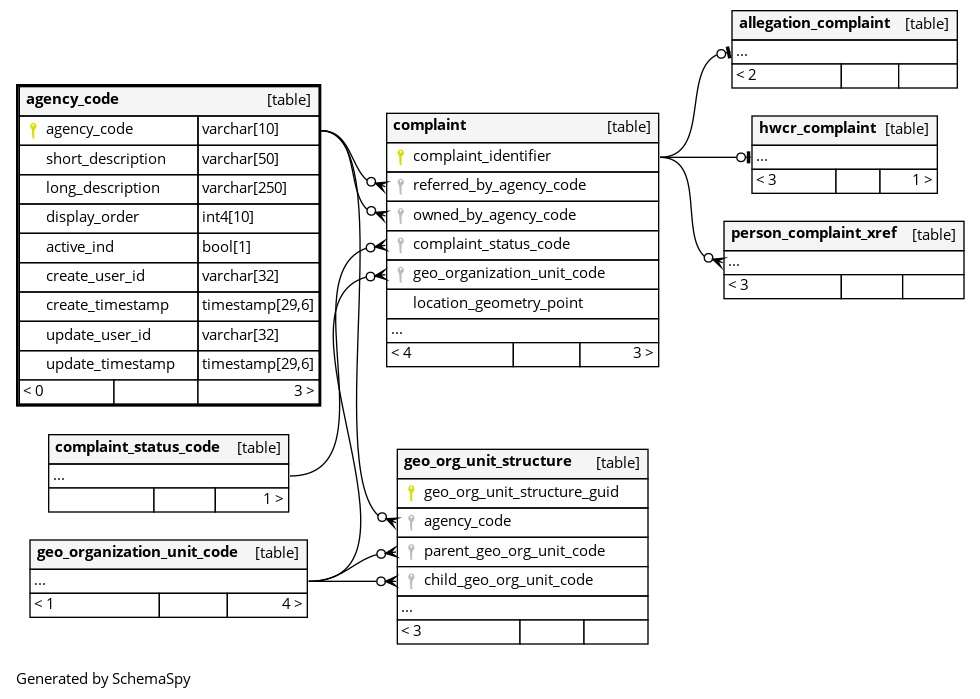 agency_code [table]
agency_code varchar[10]
short_description varchar[50]
long_description varchar[250]
display_order int4[10]
active_ind bool[1]
create_user_id varchar[32]
create_timestamp timestamp[29,6]
update_user_id varchar[32]
update_timestamp timestamp[29,6]
< 0 3 >
complaint [table]
complaint_identifier
referred_by_agency_code
owned_by_agency_code
complaint_status_code
geo_organization_unit_code
location_geometry_point
...
< 4 3 >
allegation_complaint [table]
...
< 2
hwcr_complaint [table]
...
< 3 1 >
person_complaint_xref [table]
...
< 3
complaint_status_code [table]
...
1 >
geo_organization_unit_code [table]
...
< 1 4 >
geo_org_unit_structure [table]
geo_org_unit_structure_guid
agency_code
parent_geo_org_unit_code
child_geo_org_unit_code
...
< 3
Generated by SchemaSpy